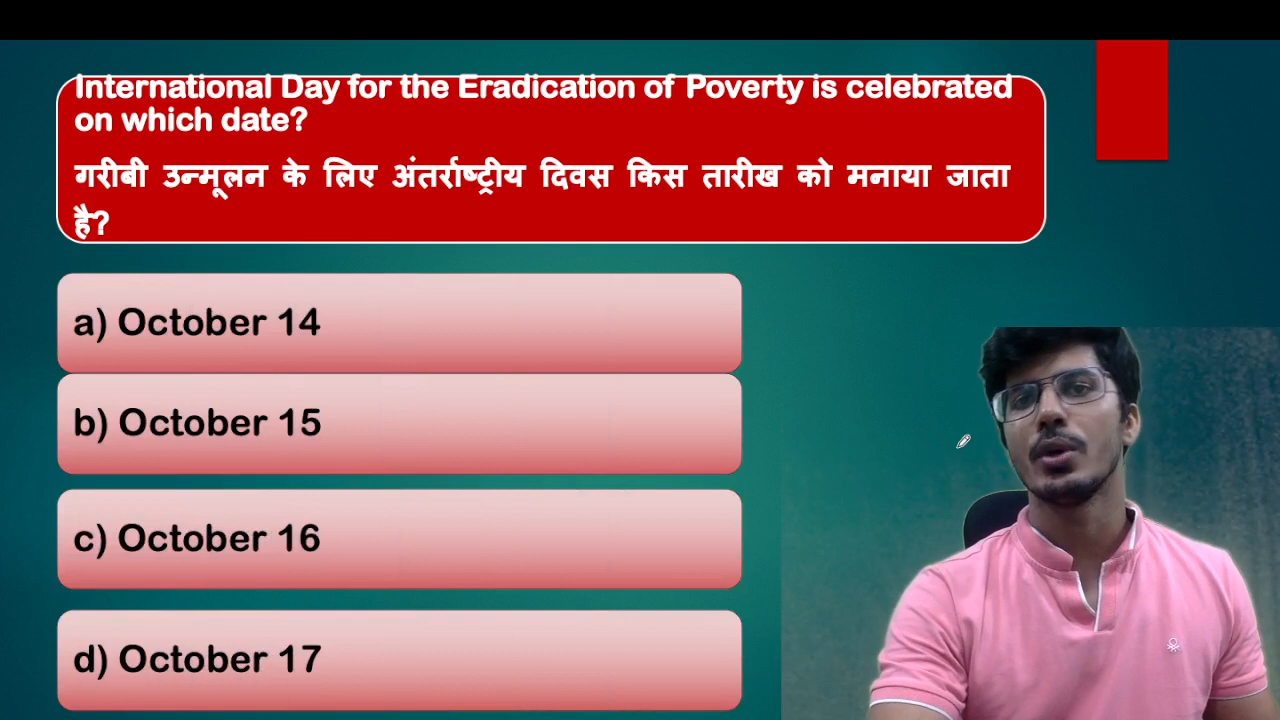 International Day for the Eradication of Poverty is celebrated
on which date?
गरीबी उन्मूलन के लिए अंतर्राष्ट्रीय दिवस किस तारीख को मनाया जाता
है?
a) October 14
b) October 15
c) October 16
d) October 17